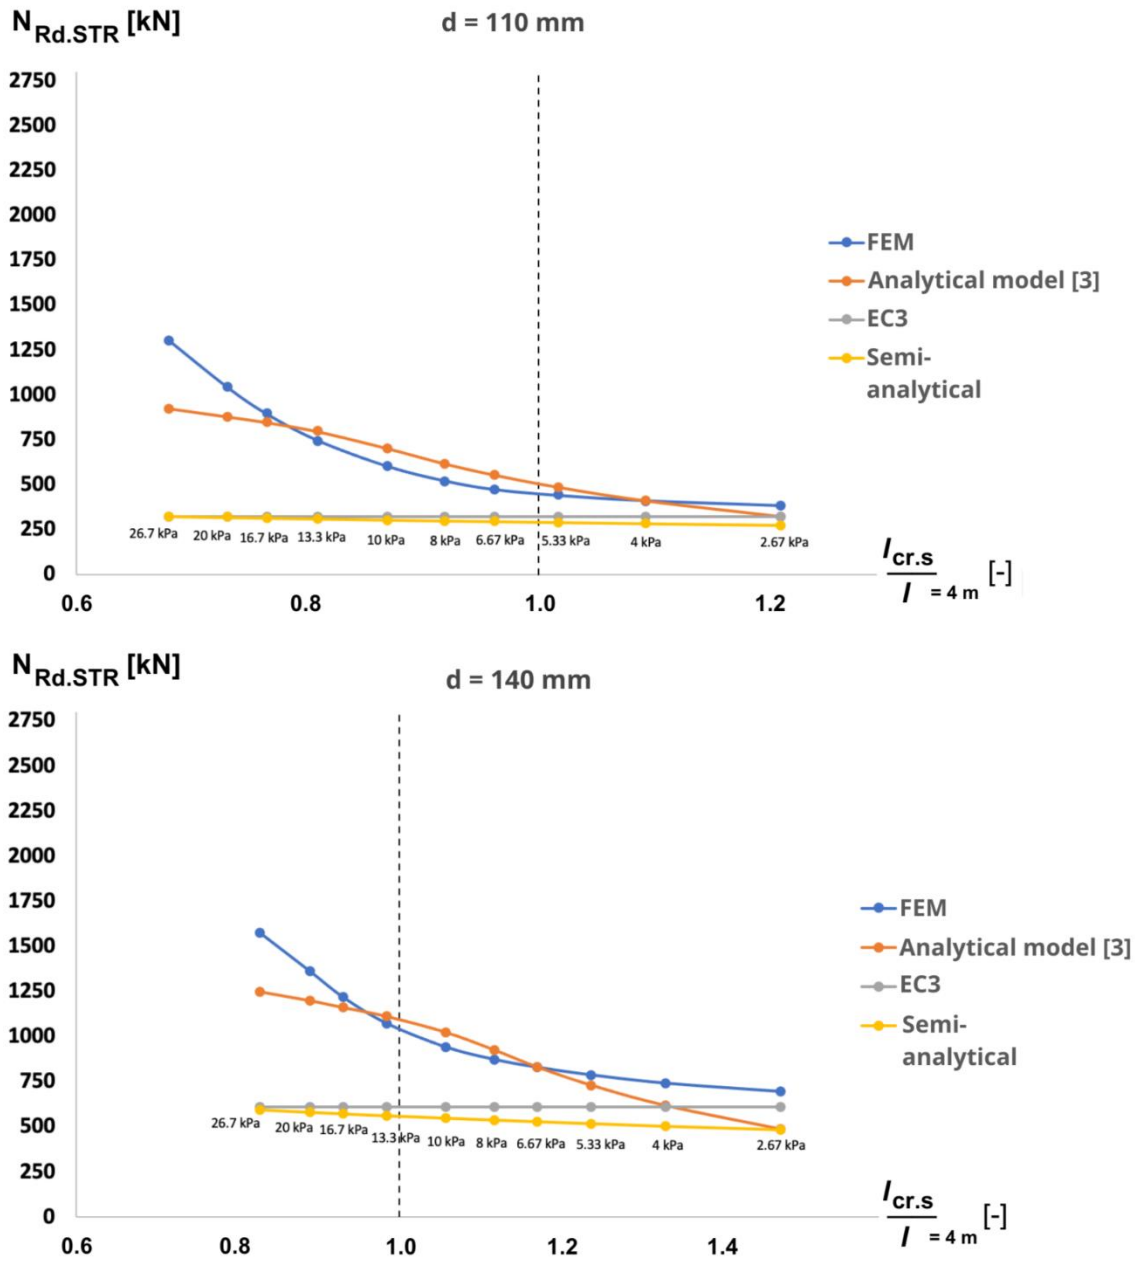 N Rd.STR [kN]
d = 110 mm
2750
2500
2250
2000
1750
1500
1250
1000
750
500
250
0
FEM
Analytical model [3]
EC3
Semi-
analytical
26.7 kPa 20 kPa 16.7 kPa 13.3 kPa 10 kPa 8 kPa 6.67 kPa 5.33 kPa 4 kPa 2.67 kPa
0.6 0.8 1.0 1.2
l cr.s
l = 4 m [-]
N Rd.STR [kN]
d = 140 mm
2750
2500
2250
2000
1750
1500
1250
1000
750
500
250
0
FEM
Analytical model [3]
EC3
Semi-
analytical
26.7 kPa 20 kPa 16.7 kPa 13.3 kPa 10 kPa 8 kPa 6.67 kPa 5.33 kPa 4 kPa 2.67 kPa
0.6 0.8 1.0 1.2 1.4
l cr.s
l = 4 m [-]